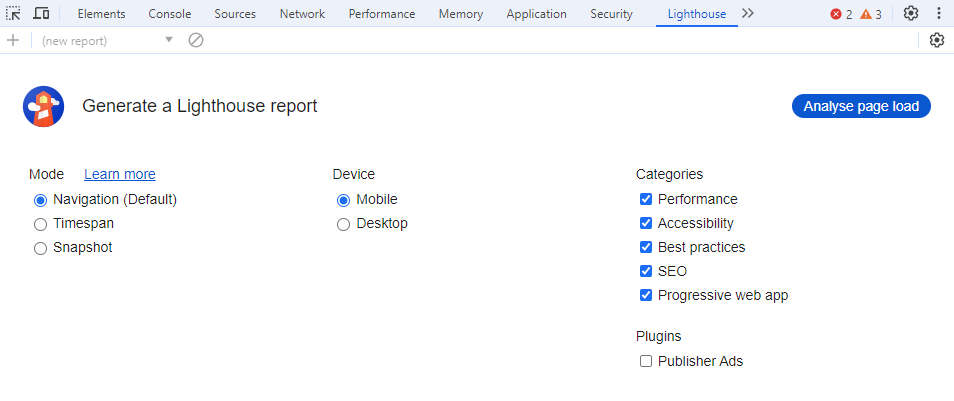 Elements Console Sources Network Performance Memory Application Security Lighthouse 2 3
(new report)
Generate a Lighthouse report Analyse page load
Mode Learn more Device Categories
Navigation (Default) Mobile Performance
Timespan Desktop Accessibility
Snapshot Best practices
SEO
Progressive web app
Plugins
Publisher Ads